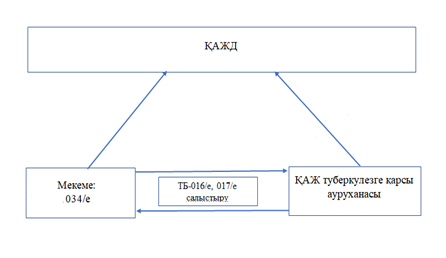 ҚАЖД
Мекеме:
034/е
ТБ-016/е, 017/е
салыстыру
ҚАЖ туберкулезге қарсы
ауруханасы